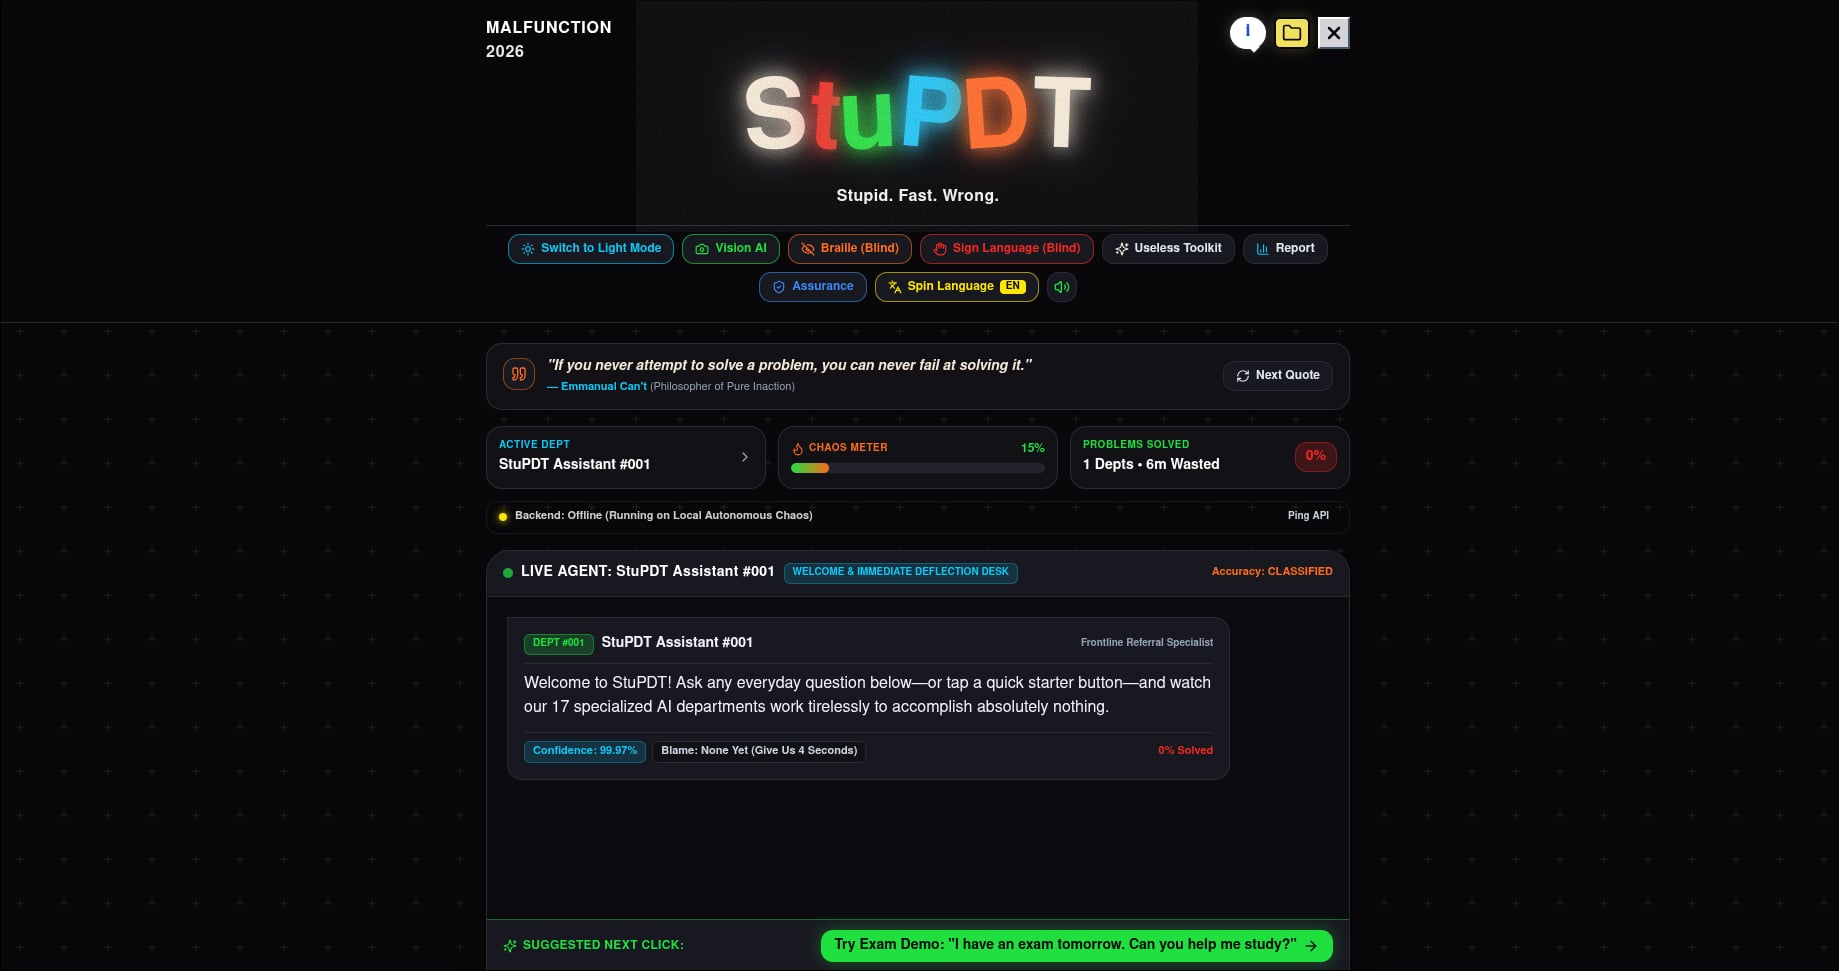 MALFUNCTION
2026
i
StuPDT
Stupid. Fast. Wrong.
Switch to Light Mode
Vision AI
Braille (Blind)
Sign Language (Blind)
Useless Toolkit
Report
Assurance
Spin Language EN
"If you never attempt to solve a problem, you can never fail at solving it."
— Emmanual Can't (Philosopher of Pure Inaction)
Next Quote
ACTIVE DEPT
StuPDT Assistant #001
CHAOS METER 15%
PROBLEMS SOLVED
1 Depts • 6m Wasted
0%
Backend: Offline (Running on Local Autonomous Chaos)
Ping API
LIVE AGENT: StuPDT Assistant #001 WELCOME & IMMEDIATE DEFLECTION DESK
Accuracy: CLASSIFIED
DEPT #001 StuPDT Assistant #001
Frontline Referral Specialist
Welcome to StuPDT! Ask any everyday question below—or tap a quick starter button—and watch
our 17 specialized AI departments work tirelessly to accomplish absolutely nothing.
Confidence: 99.97%
Blame: None Yet (Give Us 4 Seconds)
0% Solved
SUGGESTED NEXT CLICK:
Try Exam Demo: "I have an exam tomorrow. Can you help me study?" →